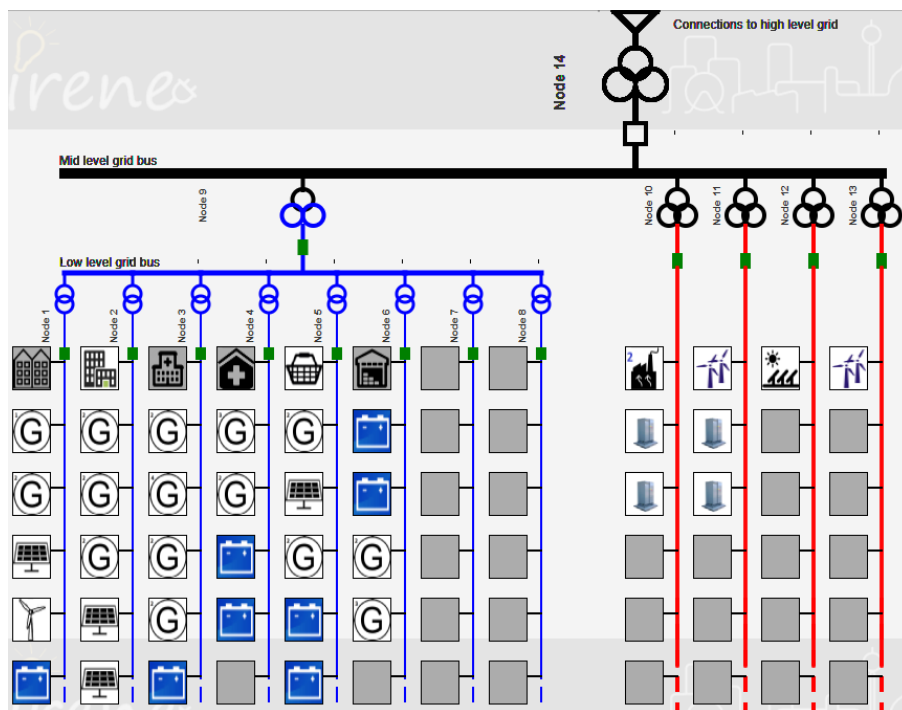 Connections to high level grid
irene
Node 14
Mid level grid bus
Node 9
Node 10
Node 11
Node 12
Node 13
Low level grid bus
Node 1
Node 2
Node 3
Node 4
Node 5
Node 6
Node 7
Node 8
2
G G G G G
G G G G
G G G G
G G